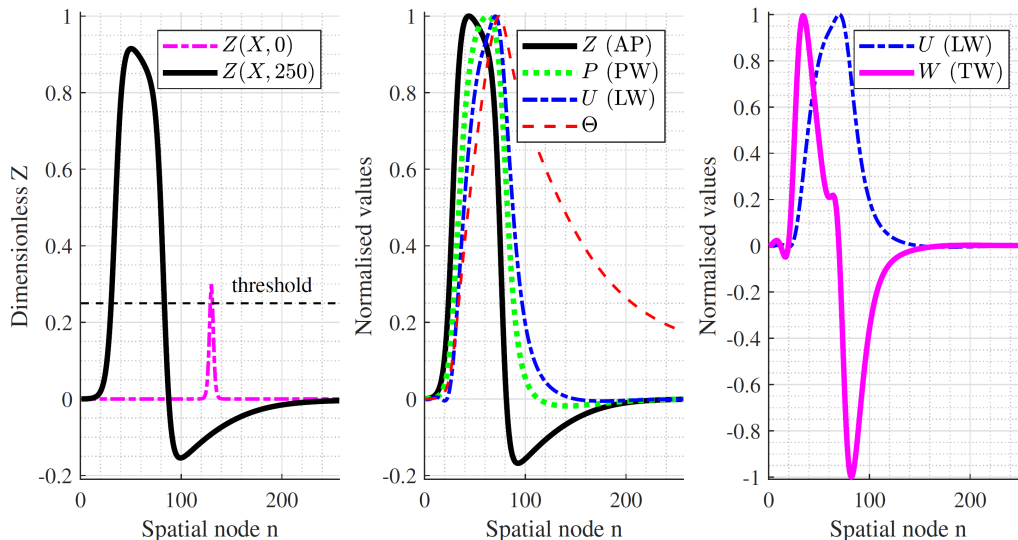 Dimensionless Z
1
0.8
0.6
0.4
0.2
0
-0.2
0
100
200
Spatial node n
Z(X, 0)
Z(X, 250)
threshold
Normalised values
1
0.8
0.6
0.4
0.2
0
-0.2
0
100
200
Spatial node n
Z (AP)
P (PW)
U (LW)
Θ
Normalised values
1
0.8
0.6
0.4
0.2
0
-0.2
-0.4
-0.6
-0.8
-1
0
100
200
Spatial node n
U (LW)
W (TW)